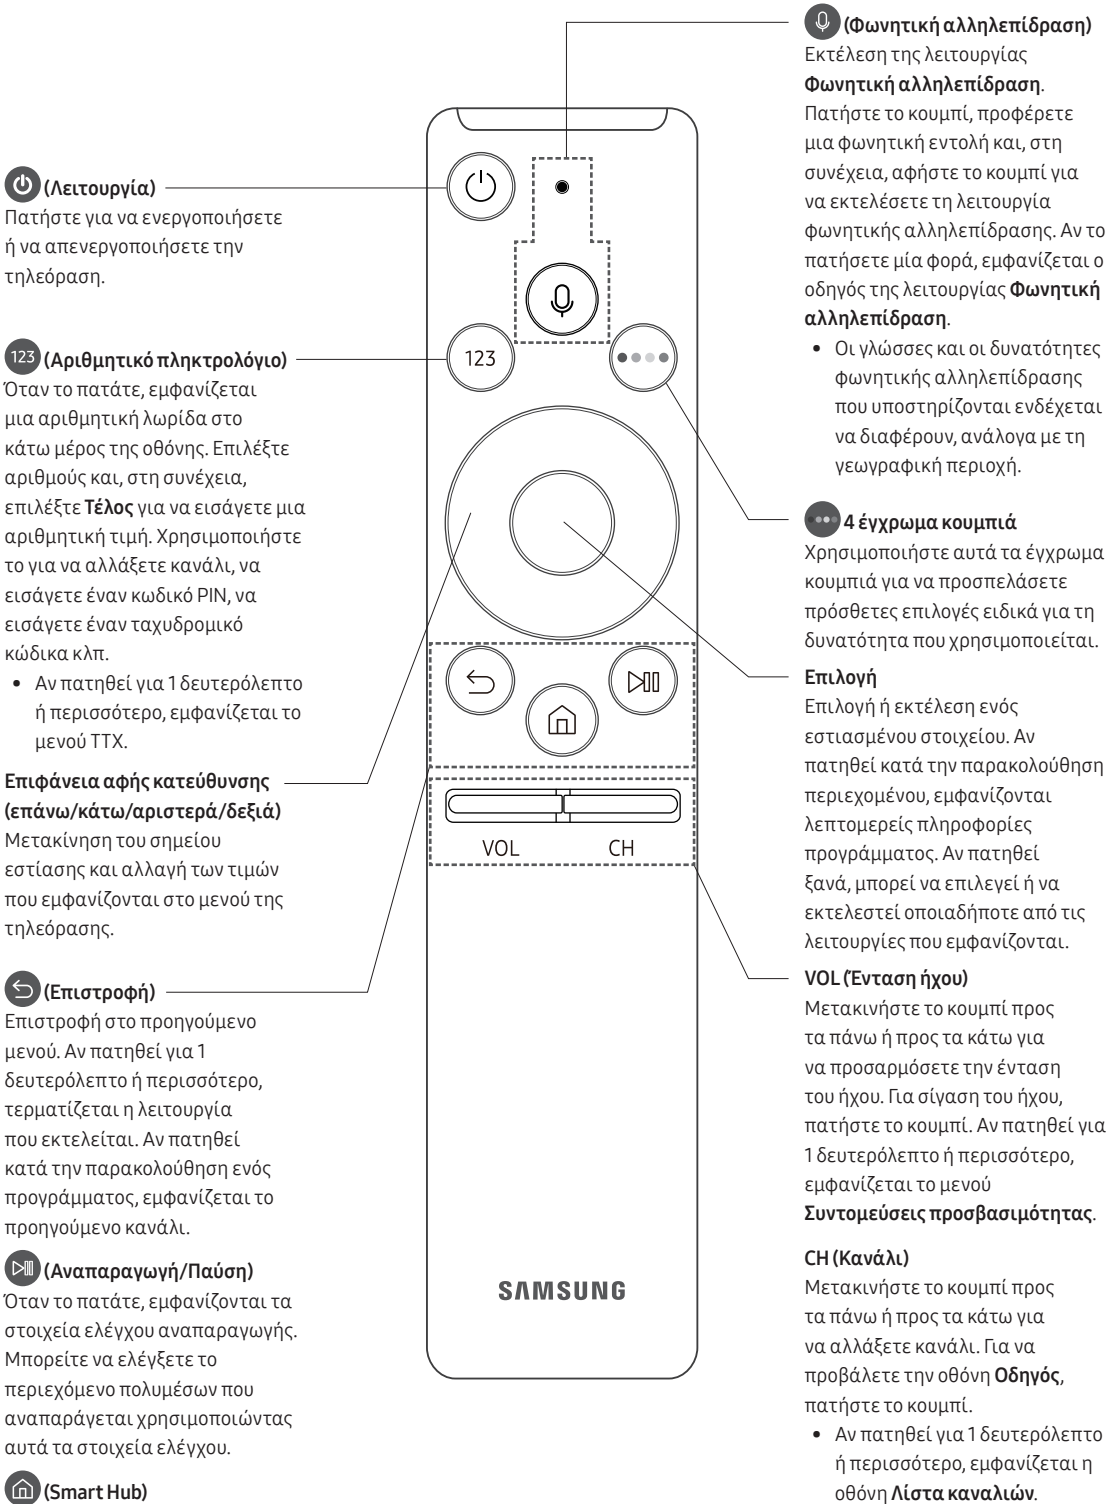 (Λειτουργία)
Πατήστε για να ενεργοποιήσετε
ή να απενεργοποιήσετε την
τηλεόραση.
123 (Αριθμητικό πληκτρολόγιο)
Όταν το πατάτε, εμφανίζεται
μια αριθμητική λωρίδα στο
κάτω μέρος της οθόνης. Επιλέξτε
αριθμούς και, στη συνέχεια,
επιλέξτε Τέλος για να εισάγετε μια
αριθμητική τιμή. Χρησιμοποιήστε
το για να αλλάξετε κανάλι, να
εισάγετε έναν κωδικό PIN, να
εισάγετε έναν ταχυδρομικό
κώδικα κλπ.
• Αν πατηθεί για 1 δευτερόλεπτο
ή περισσότερο, εμφανίζεται το
μενού TTX.
Επιφάνεια αφής κατεύθυνσης
(επάνω/κάτω/αριστερά/δεξιά)
Μετακίνηση του σημείου
εστίασης και αλλαγή των τιμών
που εμφανίζονται στο μενού της
τηλεόρασης.
(Επιστροφή)
Επιστροφή στο προηγούμενο
μενού. Αν πατηθεί για 1
δευτερόλεπτο ή περισσότερο,
τερματίζεται η λειτουργία
που εκτελείται. Αν πατηθεί
κατά την παρακολούθηση ενός
προγράμματος, εμφανίζεται το
προηγούμενο κανάλι.
(Αναπαραγωγή/Παύση)
Όταν το πατάτε, εμφανίζονται τα
στοιχεία ελέγχου αναπαραγωγής.
Μπορείτε να ελέγξετε το
περιεχόμενο πολυμέσων που
αναπαράγεται χρησιμοποιώντας
αυτά τα στοιχεία ελέγχου.
(Smart Hub)
123
VOL CH
SAMSUNG
(Φωνητική αλληλεπίδραση)
Εκτέλεση της λειτουργίας
Φωνητική αλληλεπίδραση.
Πατήστε το κουμπί, προφέρετε
μια φωνητική εντολή και, στη
συνέχεια, αφήστε το κουμπί για
να εκτελέσετε τη λειτουργία
φωνητικής αλληλεπίδρασης. Αν το
πατήσετε μία φορά, εμφανίζεται ο
οδηγός της λειτουργίας Φωνητική
αλληλεπίδραση.
• Οι γλώσσες και οι δυνατότητες
φωνητικής αλληλεπίδρασης
που υποστηρίζονται ενδέχεται
να διαφέρουν, ανάλογα με τη
γεωγραφική περιοχή.
4 έγχρωμα κουμπιά
Χρησιμοποιήστε αυτά τα έγχρωμα
κουμπιά για να προσπελάσετε
πρόσθετες επιλογές ειδικά για τη
δυνατότητα που χρησιμοποιείται.
Επιλογή
Επιλογή ή εκτέλεση ενός
εστιασμένου στοιχείου. Αν
πατηθεί κατά την παρακολούθηση
περιεχομένου, εμφανίζονται
λεπτομερείς πληροφορίες
προγράμματος. Αν πατηθεί
ξανά, μπορεί να επιλεγεί ή να
εκτελεστεί οποιαδήποτε από τις
λειτουργίες που εμφανίζονται.
VOL (Ένταση ήχου)
Μετακινήστε το κουμπί προς
τα πάνω ή προς τα κάτω για
να προσαρμόσετε την ένταση
του ήχου. Για σίγαση του ήχου,
πατήστε το κουμπί. Αν πατηθεί για
1 δευτερόλεπτο ή περισσότερο,
εμφανίζεται το μενού
Συντομεύσεις προσβασιμότητας.
CH (Κανάλι)
Μετακινήστε το κουμπί προς
τα πάνω ή προς τα κάτω για
να αλλάξετε κανάλι. Για να
προβάλετε την οθόνη Οδηγός,
πατήστε το κουμπί.
• Αν πατηθεί για 1 δευτερόλεπτο
ή περισσότερο, εμφανίζεται η
οθόνη Λίστα καναλιών.